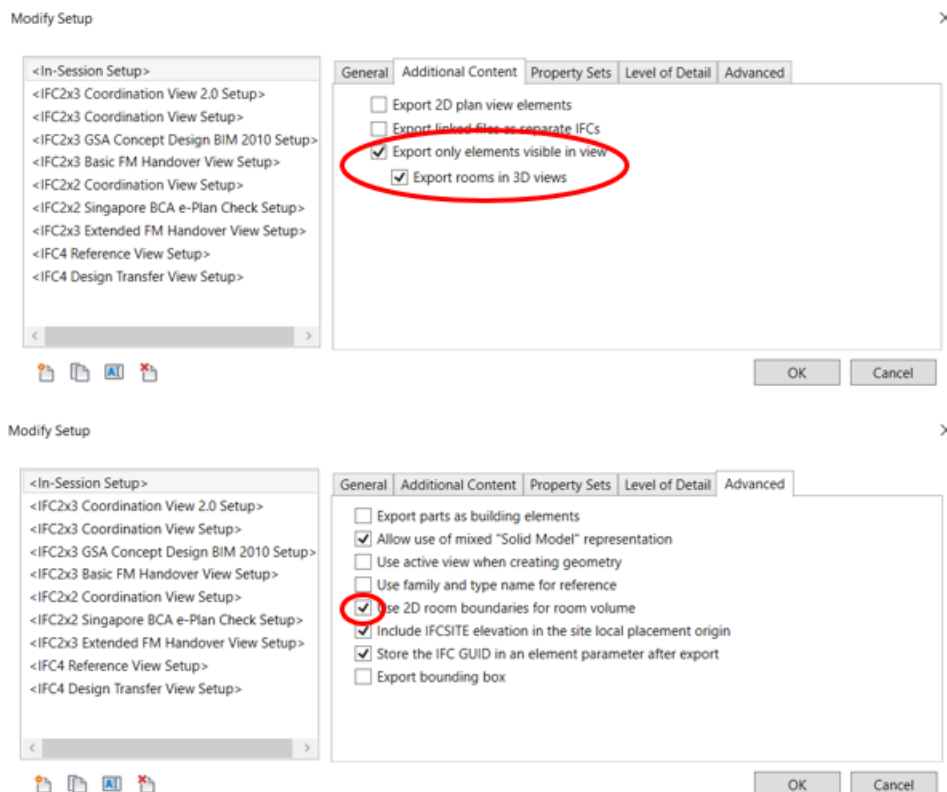 Modify Setup
<In-Session Setup>
<IFC2x3 Coordination View 2.0 Setup>
<IFC2x3 Coordination View Setup>
<IFC2x3 GSA Concept Design BIM 2010 Setup>
<IFC2x3 Basic FM Handover View Setup>
<IFC2x2 Coordination View Setup>
<IFC2x2 Singapore BCA e-Plan Check Setup>
<IFC2x3 Extended FM Handover View Setup>
<IFC4 Reference View Setup>
<IFC4 Design Transfer View Setup>
General Additional Content Property Sets Level of Detail Advanced
Export 2D plan view elements
Export linked files as separate IFCs
Export only elements visible in view
Export rooms in 3D views
OK Cancel
Modify Setup
<In-Session Setup>
<IFC2x3 Coordination View 2.0 Setup>
<IFC2x3 Coordination View Setup>
<IFC2x3 GSA Concept Design BIM 2010 Setup>
<IFC2x3 Basic FM Handover View Setup>
<IFC2x2 Coordination View Setup>
<IFC2x2 Singapore BCA e-Plan Check Setup>
<IFC2x3 Extended FM Handover View Setup>
<IFC4 Reference View Setup>
<IFC4 Design Transfer View Setup>
General Additional Content Property Sets Level of Detail Advanced
Export parts as building elements
Allow use of mixed "Solid Model" representation
Use active view when creating geometry
Use family and type name for reference
Use 2D room boundaries for room volume
Include IFCSITE elevation in the site local placement origin
Store the IFC GUID in an element parameter after export
Export bounding box
OK Cancel